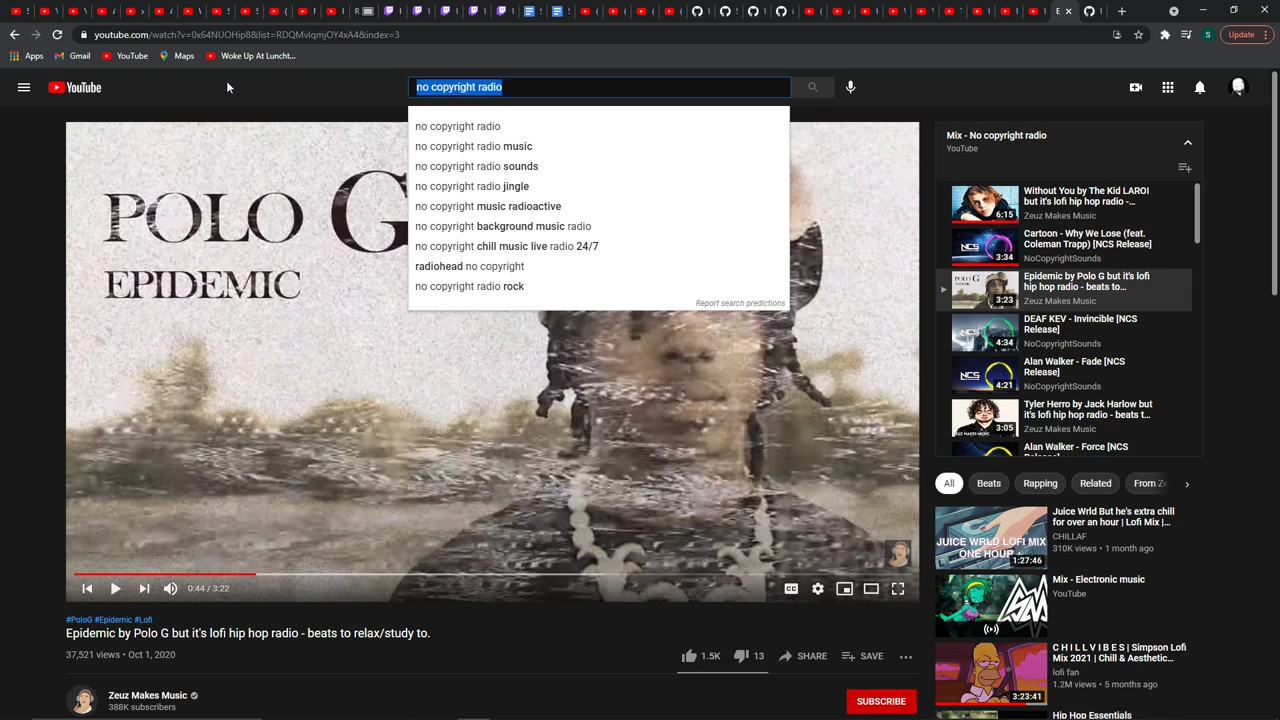 youtube.com/watch?v=0x64NUOHip8&list=RDQMvlqmjOY4xA4&index=3
S
Update
Apps
Gmail
YouTube
Maps
Woke Up At Luncht...
YouTube
no copyright radio
no copyright radio
no copyright radio music
no copyright radio sounds
no copyright radio jingle
no copyright music radioactive
no copyright background music radio
no copyright chill music live radio 24/7
radiohead no copyright
no copyright radio rock
Report search predictions
POLO G
EPIDEMIC
0:44 / 3:22
#PoloG #Epidemic #Lofi
Epidemic by Polo G but it's lofi hip hop radio - beats to relax/study to.
37,521 views • Oct 1, 2020
1.5K
13
SHARE
SAVE
Zeuz Makes Music
388K subscribers
SUBSCRIBE
Mix - No copyright radio
YouTube
6:15
Without You by The Kid LAROI
but it's lofi hip hop radio -...
Zeuz Makes Music
NCS
3:34
Cartoon - Why We Lose (feat.
Coleman Trapp) [NCS Release]
NoCopyrightSounds
POLO G
3:23
Epidemic by Polo G but it's lofi
hip hop radio - beats to...
Zeuz Makes Music
NCS
4:34
DEAF KEV - Invincible [NCS
Release]
NoCopyrightSounds
NCS
4:21
Alan Walker - Fade [NCS
Release]
NoCopyrightSounds
ZEUZ MAKES MUSIC
3:05
Tyler Herro by Jack Harlow but
it's lofi hip hop radio - beats t...
Zeuz Makes Music
Alan Walker - Force [NCS
Release]
All
Beats
Rapping
Related
From Ze
JUICE WRLD LOFI MIX
ONE HOUR +
1:27:46
Juice Wrld But he's extra chill
for over an hour | Lofi Mix |...
CHILLAF
310K views • 1 month ago
Mix - Electronic music
YouTube
3:23:41
C H I L L V I B E S | Simpson Lofi
Mix 2021 | Chill & Aesthetic...
lofi fan
1.2M views • 5 months ago
Hip Hop Essentials